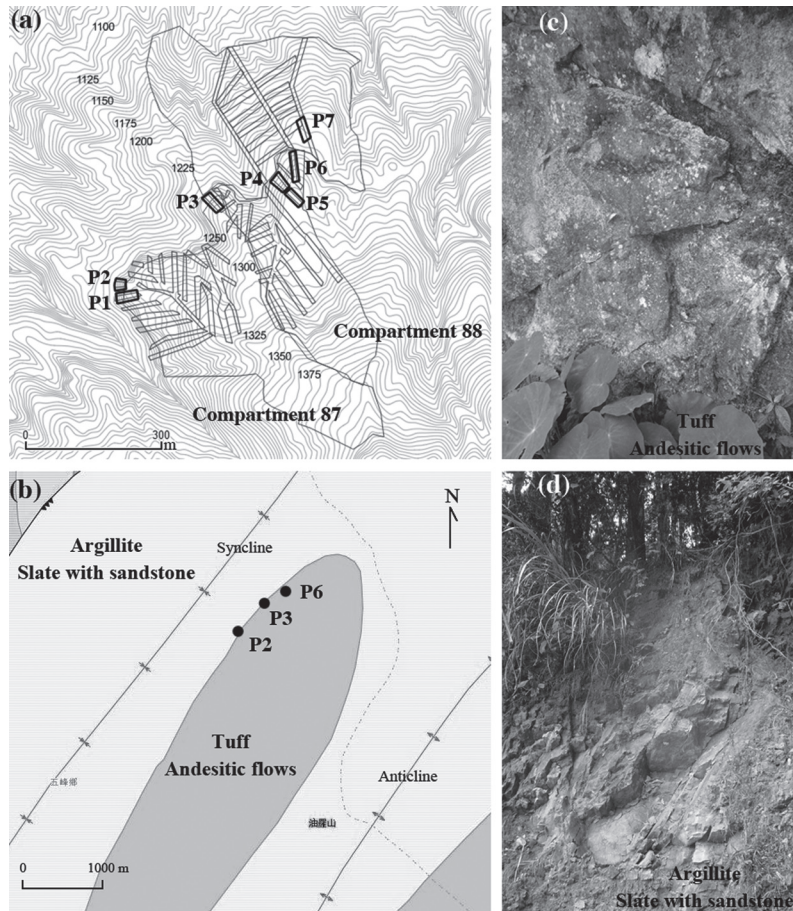 (a)
1100
1125
1150
1175
1200
1225
P7
P6
P4
P5
P3
1250
1300
P2
P1
1325
Compartment 88
1350
1375
Compartment 87
0 300
m
(b)
N
Argillite
Slate with sandstone
Syncline
P6
P3
P2
Tuff
Andesitic flows
Anticline
五峰鄉
油羅山
0 1000 m
(c)
Tuff
Andesitic flows
(d)
Argillite
Slate with sandstone